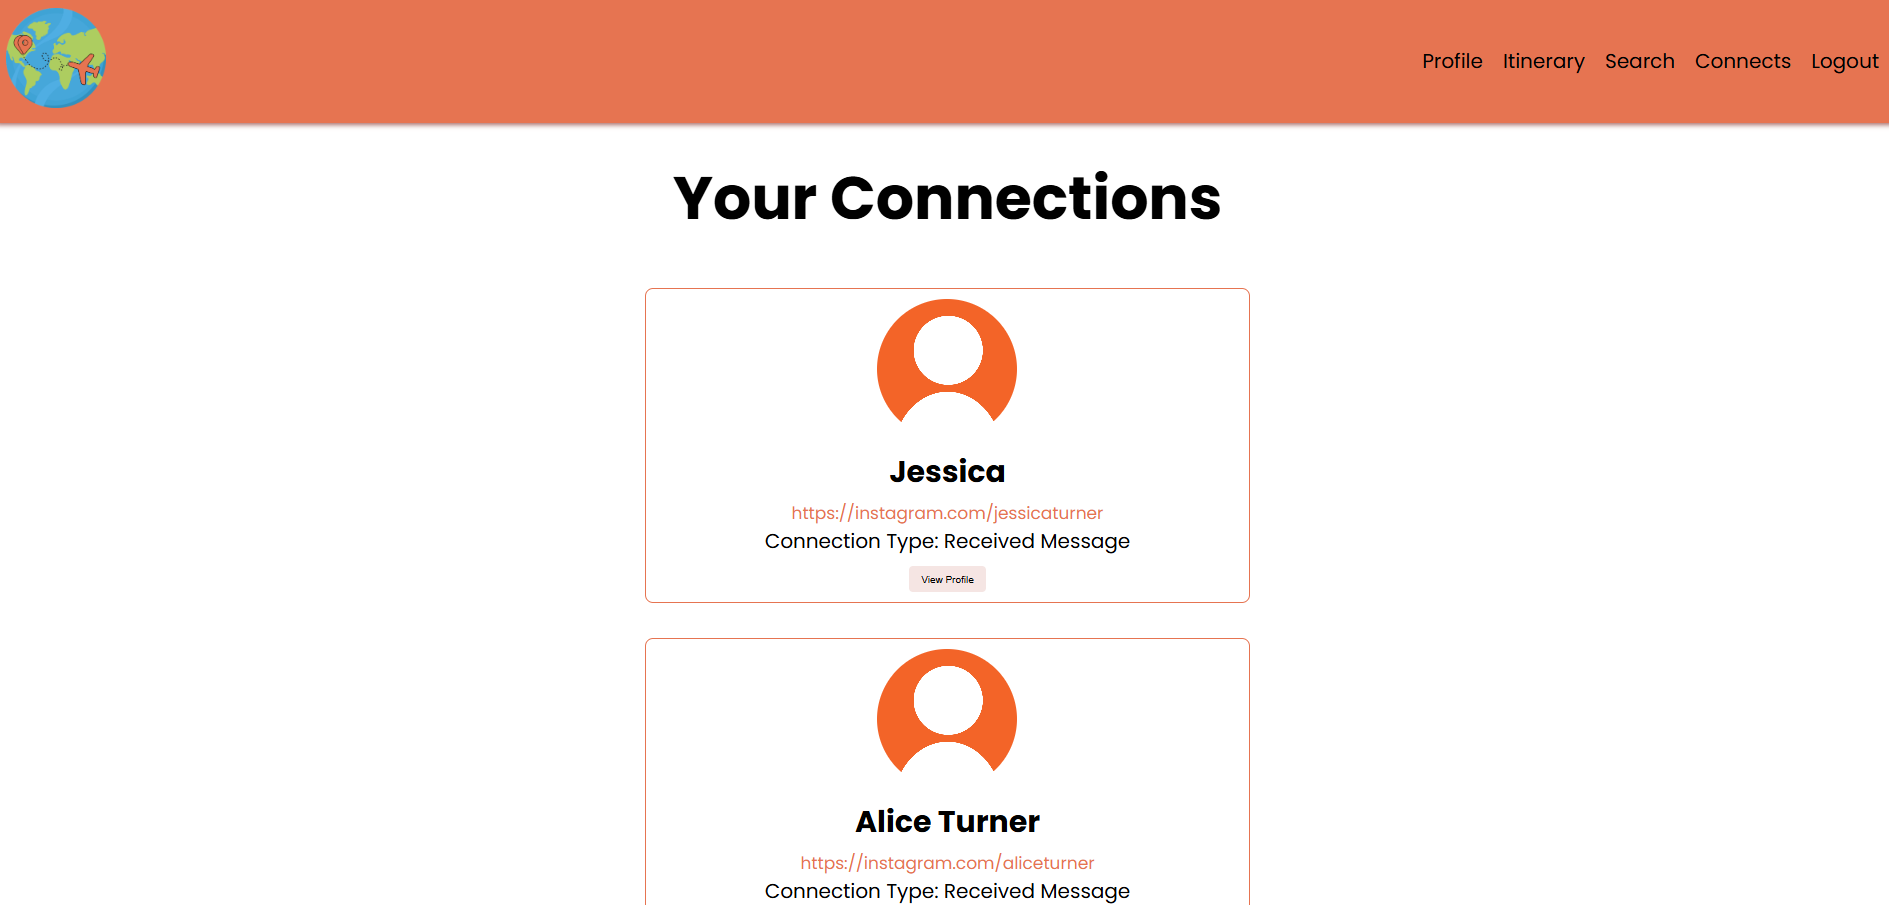 Profile Itinerary Search Connects Logout
Your Connections
Jessica
https://instagram.com/jessicaturner
Connection Type: Received Message
View Profile
Alice Turner
https://instagram.com/aliceturner
Connection Type: Received Message